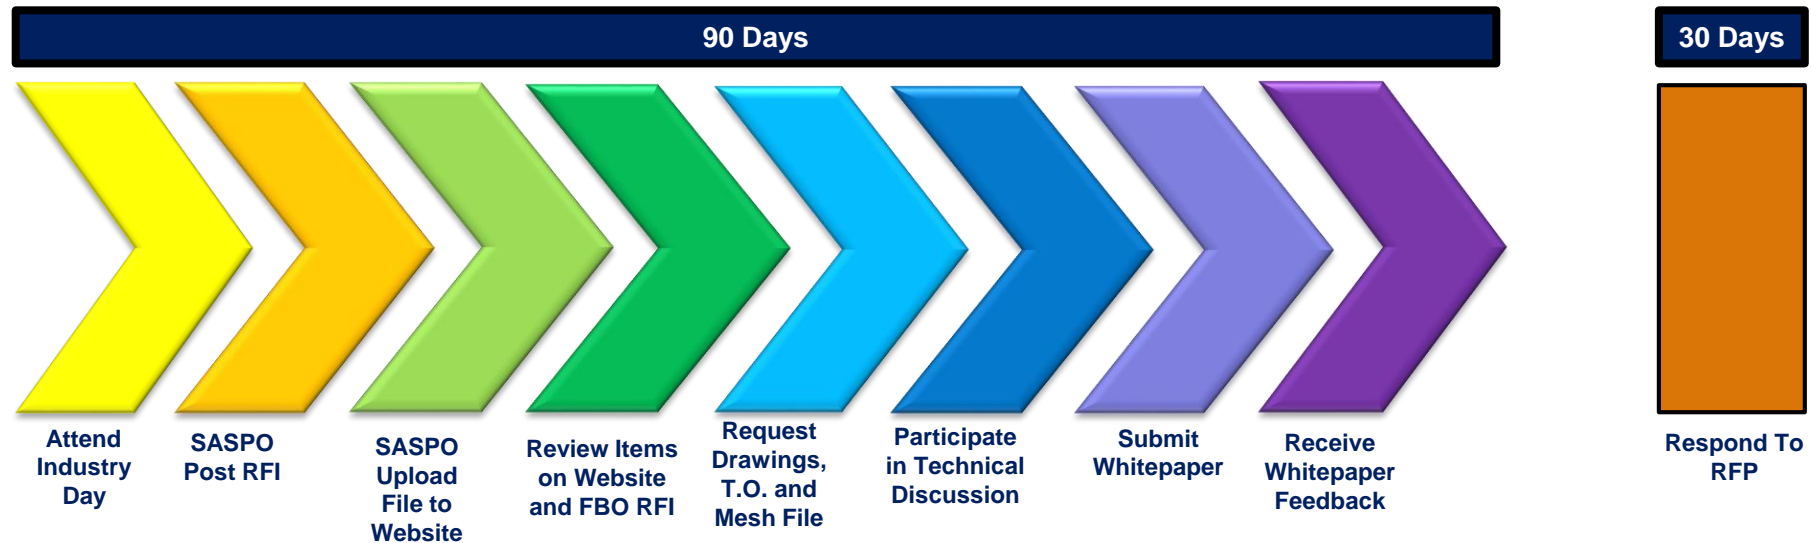 90 Days
30 Days
Attend
Industry
Day
SASPO
Post RFI
SASPO
Upload
File to
Website
Review Items
on Website
and FBO RFI
Request
Drawings,
T.O. and
Mesh File
Participate
in Technical
Discussion
Submit
Whitepaper
Receive
Whitepaper
Feedback
Respond To
RFP